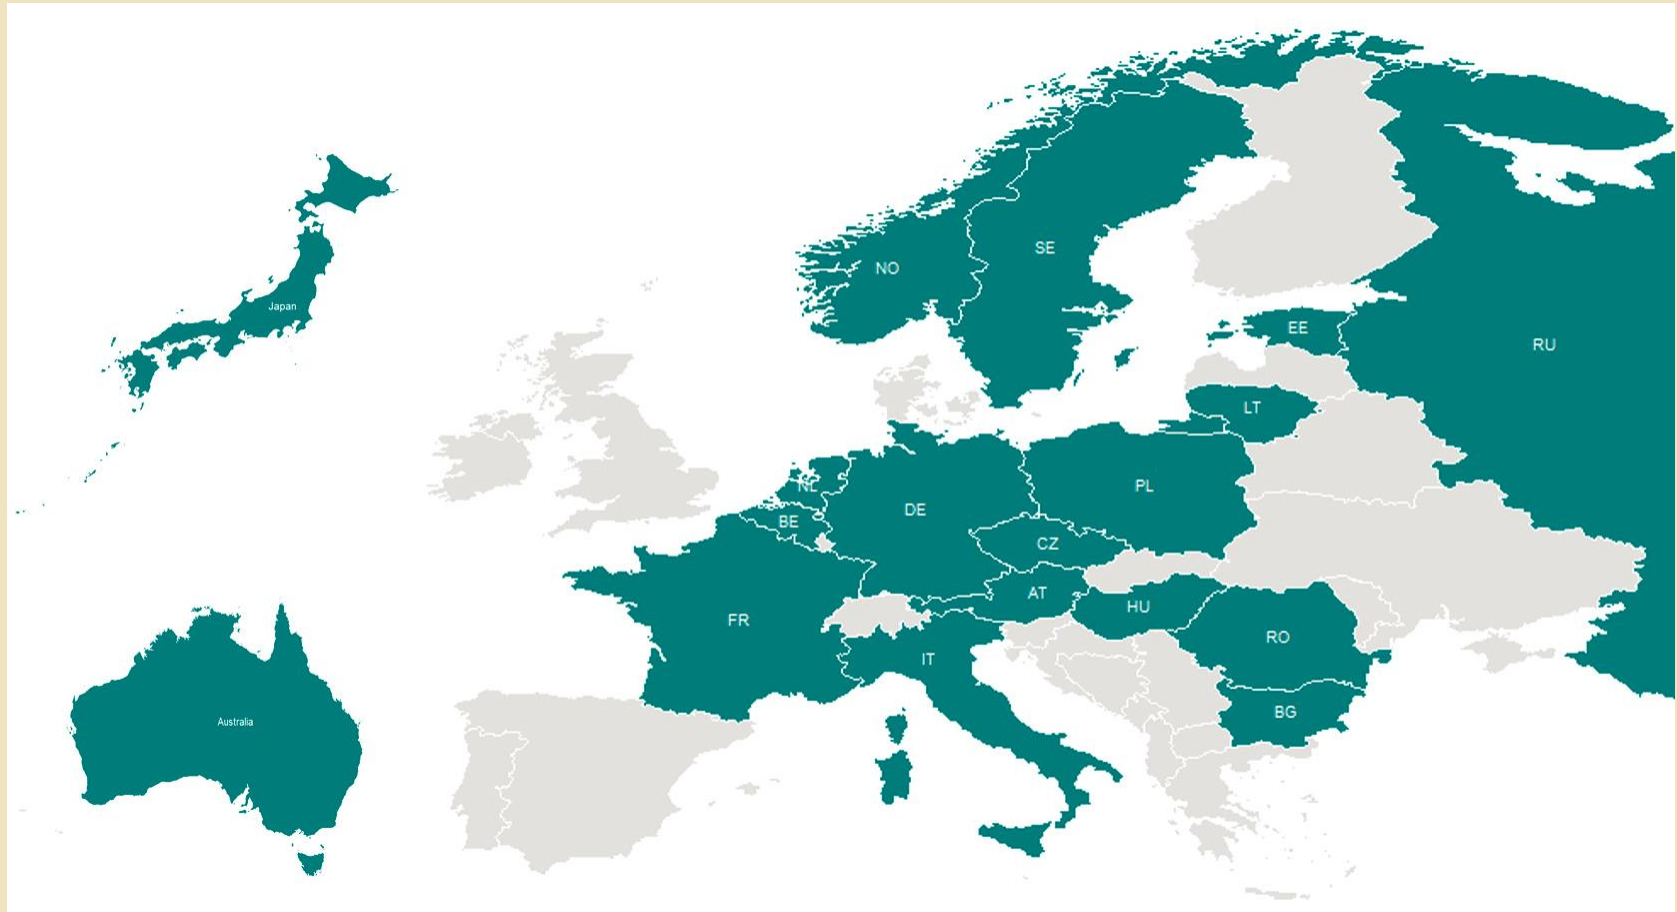 NO
SE
Japan
EE
RU
LT
NL
PL
DE
BE
CZ
AT
HU
FR
RO
IT
BG
Australia